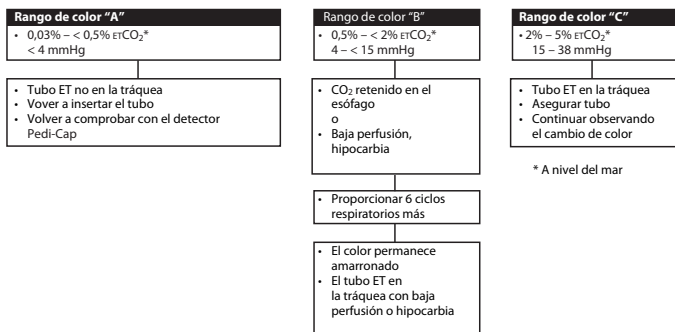 Rango de color "A"
• 0,03% – < 0,5% ETCO₂*
< 4 mmHg
• Tubo ET no en la tráquea
• Vover a insertar el tubo
• Volver a comprobar con el detector
Pedi-Cap
Rango de color "B"
• 0,5% – < 2% ETCO₂*
4 – < 15 mmHg
• CO₂ retenido en el
esófago
o
• Baja perfusión,
hipocarbia
• Proporcionar 6 ciclos
respiratorios más
• El color permanece
amarronado
• El tubo ET en
la tráquea con baja
perfusión o hipocarbia
Rango de color "C"
• 2% – 5% ETCO₂*
15 – 38 mmHg
• Tubo ET en la tráquea
• Asegurar tubo
• Continuar observando
el cambio de color
* A nivel del mar